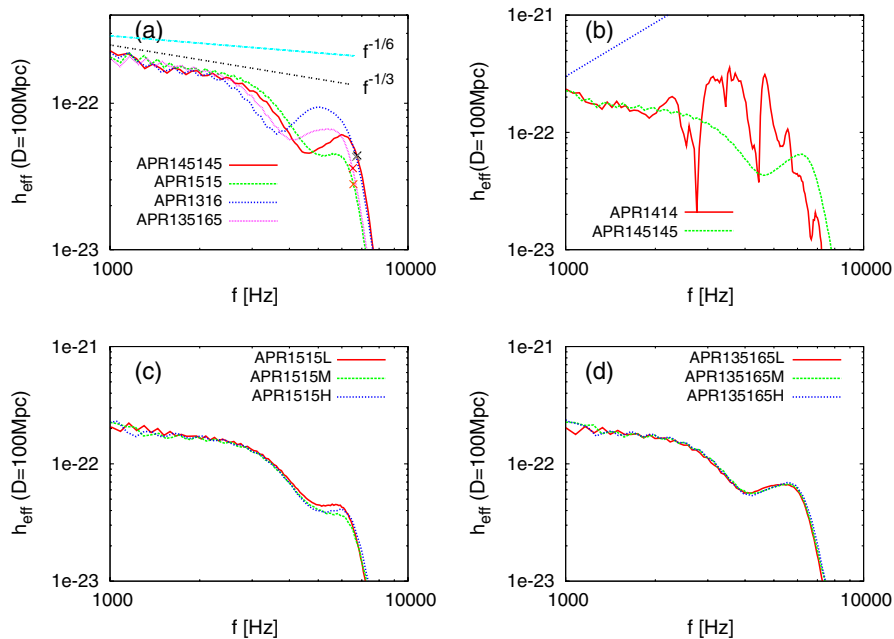 (a)
f^-1/6
f^-1/3
h_eff (D=100Mpc)
1e-22
1e-23
APR145145
APR1515
APR1316
APR135165
1000
10000
f [Hz]
1e-21
(b)
h_eff(D=100Mpc)
1e-22
1e-23
APR1414
APR145145
1000
10000
f [Hz]
1e-21
(c)
APR1515L
APR1515M
APR1515H
h_eff (D=100Mpc)
1e-22
1e-23
1000
10000
f [Hz]
1e-21
(d)
APR135165L
APR135165M
APR135165H
h_eff (D=100Mpc)
1e-22
1e-23
1000
10000
f [Hz]